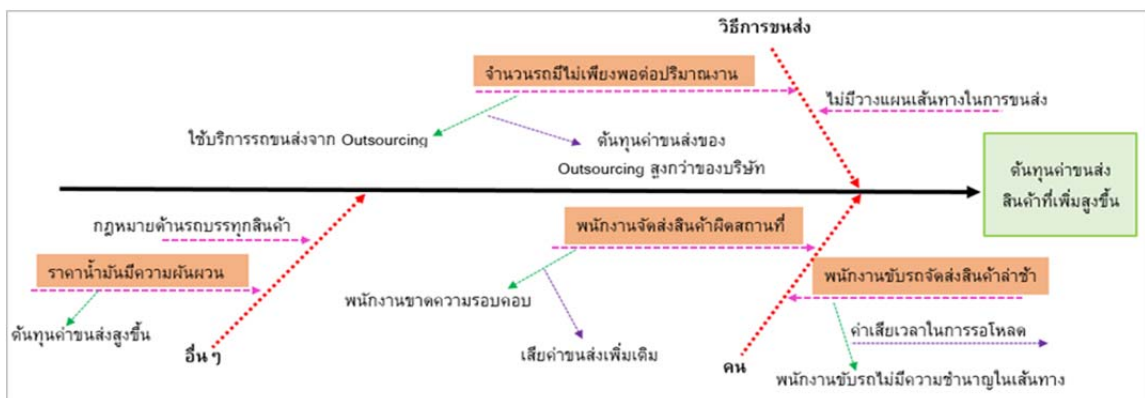 วิธีการขนส่ง
จำนวนรถมีไม่เพียงพอต่อปริมาณงาน
ไม่มีวางแผนเส้นทางในการขนส่ง
ใช้บริการรถขนส่งจาก Outsourcing
ต้นทุนค่าขนส่งของ
Outsourcing สูงกว่าของบริษัท
ต้นทุนค่าขนส่ง
สินค้าที่เพิ่มสูงขึ้น
กฎหมายด้านรถบรรทุกสินค้า
พนักงานจัดส่งสินค้าผิดสถานที่
ราคาน้ำมันมีความผันผวน
พนักงานขับรถจัดส่งสินค้าล่าช้า
พนักงานขาดความรอบคอบ
ต้นทุนค่าขนส่งสูงขึ้น
ค่าเสียเวลาในการรอโหลด
อื่น ๆ
เสียค่าขนส่งเพิ่มเติม
คน
พนักงานขับรถไม่มีความชำนาญในเส้นทาง